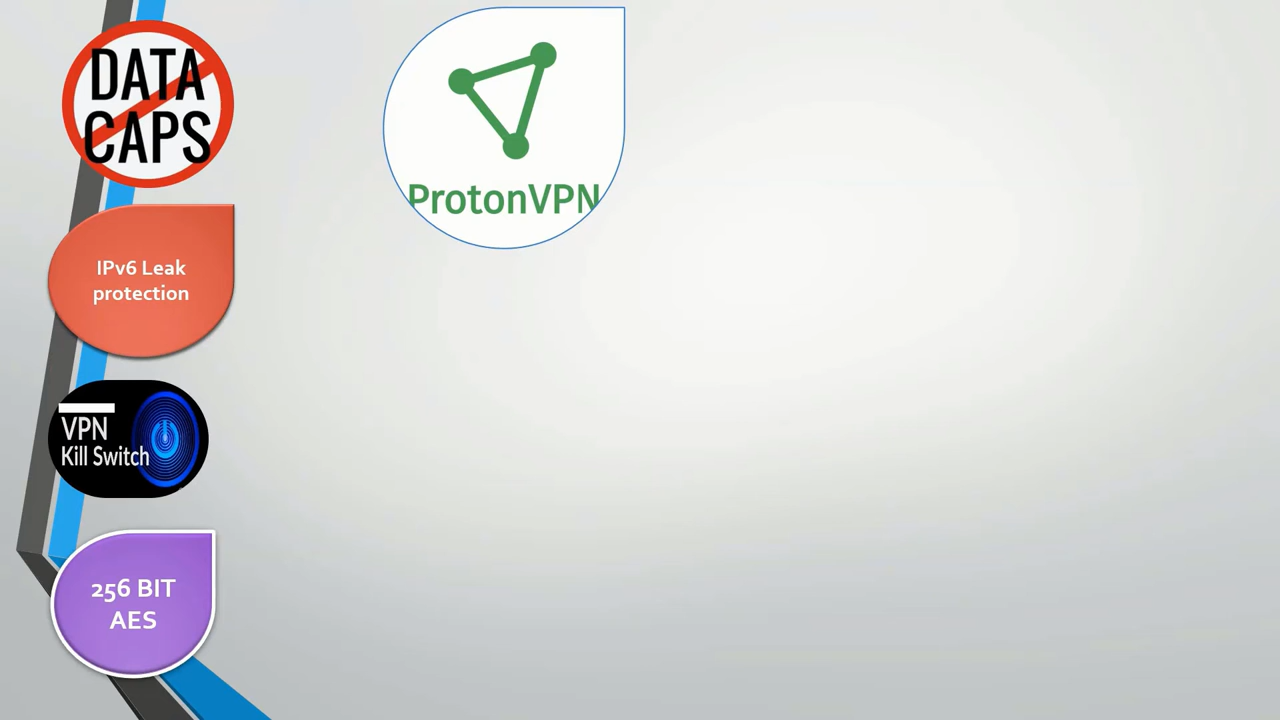 DATA
CAPS
ProtonVPN
IPv6 Leak
protection
VPN
Kill Switch
256 BIT
AES